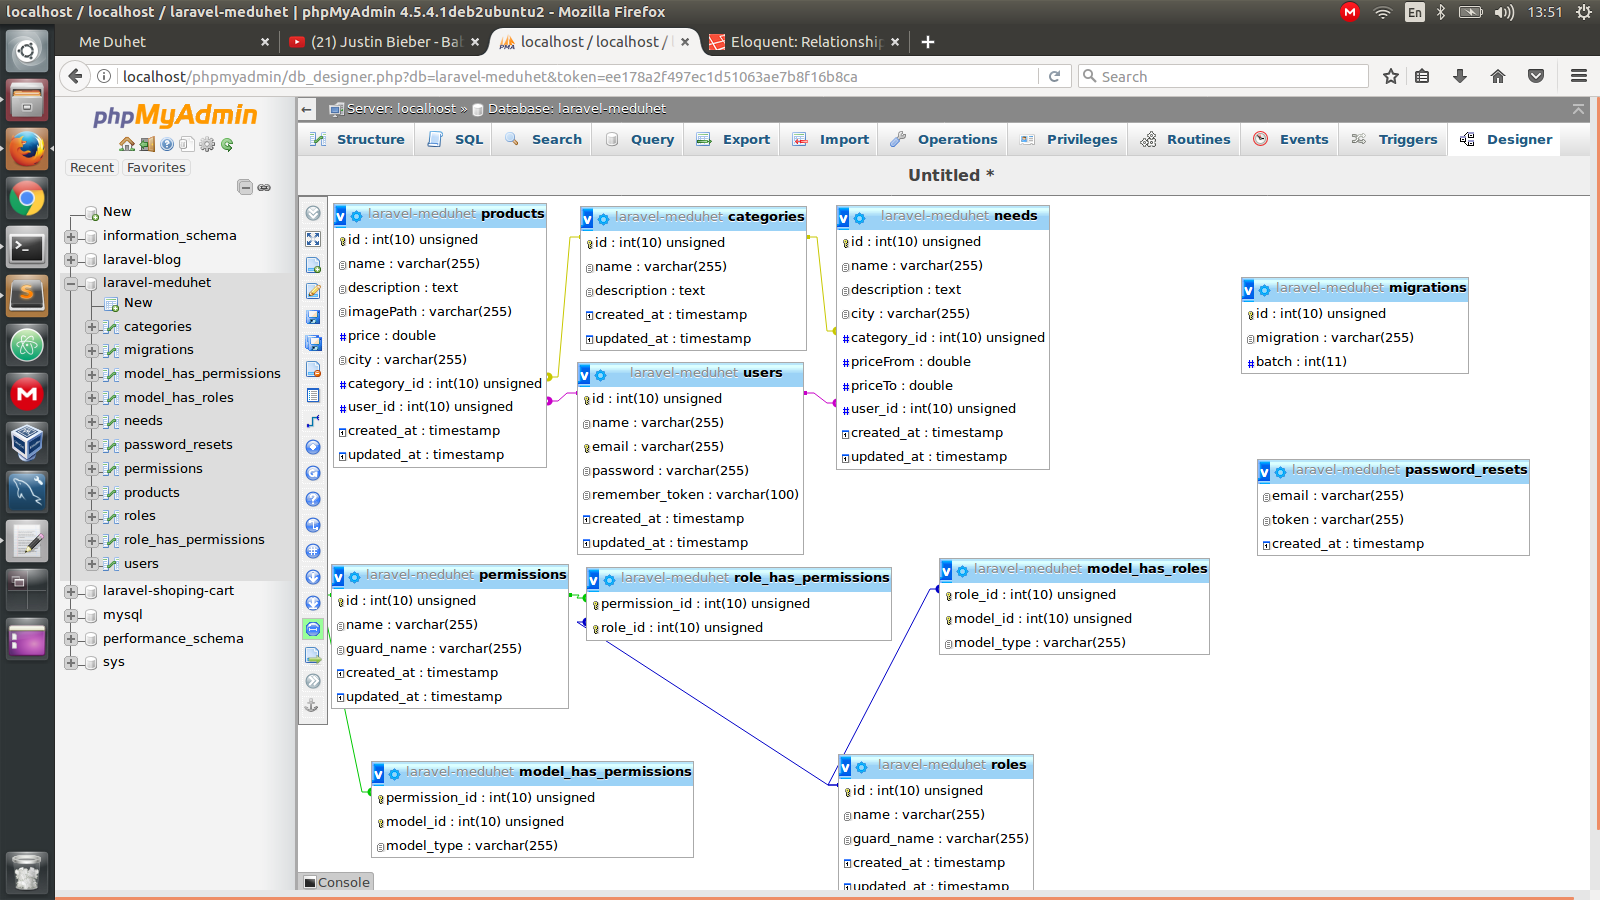 localhost / localhost / laravel-meduhet | phpMyAdmin 4.5.4.1deb2ubuntu2 - Mozilla Firefox
En
13:51
Me Duhet
(21) Justin Bieber - Ba
localhost / localhost /
Eloquent: Relationship
localhost/phpmyadmin/db_designer.php?db=laravel-meduhet&token=ee178a2f497ec1d51063ae7b8f16b8ca
Search
phpMyAdmin
Recent
Favorites
New
information_schema
laravel-blog
laravel-meduhet
New
categories
migrations
model_has_permissions
model_has_roles
needs
password_resets
permissions
products
roles
role_has_permissions
users
laravel-shoping-cart
mysql
performance_schema
sys
Server: localhost » Database: laravel-meduhet
Structure
SQL
Search
Query
Export
Import
Operations
Privileges
Routines
Events
Triggers
Designer
Untitled *
laravel-meduhet products
id : int(10) unsigned
name : varchar(255)
description : text
imagePath : varchar(255)
price : double
city : varchar(255)
category_id : int(10) unsigned
user_id : int(10) unsigned
created_at : timestamp
updated_at : timestamp
laravel-meduhet categories
id : int(10) unsigned
name : varchar(255)
description : text
created_at : timestamp
updated_at : timestamp
laravel-meduhet users
id : int(10) unsigned
name : varchar(255)
email : varchar(255)
password : varchar(255)
remember_token : varchar(100)
created_at : timestamp
updated_at : timestamp
laravel-meduhet needs
id : int(10) unsigned
name : varchar(255)
description : text
city : varchar(255)
category_id : int(10) unsigned
priceFrom : double
priceTo : double
user_id : int(10) unsigned
created_at : timestamp
updated_at : timestamp
laravel-meduhet migrations
id : int(10) unsigned
migration : varchar(255)
batch : int(11)
laravel-meduhet password_resets
email : varchar(255)
token : varchar(255)
created_at : timestamp
laravel-meduhet permissions
id : int(10) unsigned
name : varchar(255)
guard_name : varchar(255)
created_at : timestamp
updated_at : timestamp
laravel-meduhet role_has_permissions
permission_id : int(10) unsigned
role_id : int(10) unsigned
laravel-meduhet model_has_roles
role_id : int(10) unsigned
model_id : int(10) unsigned
model_type : varchar(255)
laravel-meduhet model_has_permissions
permission_id : int(10) unsigned
model_id : int(10) unsigned
model_type : varchar(255)
laravel-meduhet roles
id : int(10) unsigned
name : varchar(255)
guard_name : varchar(255)
created_at : timestamp
updated_at : timestamp
Console